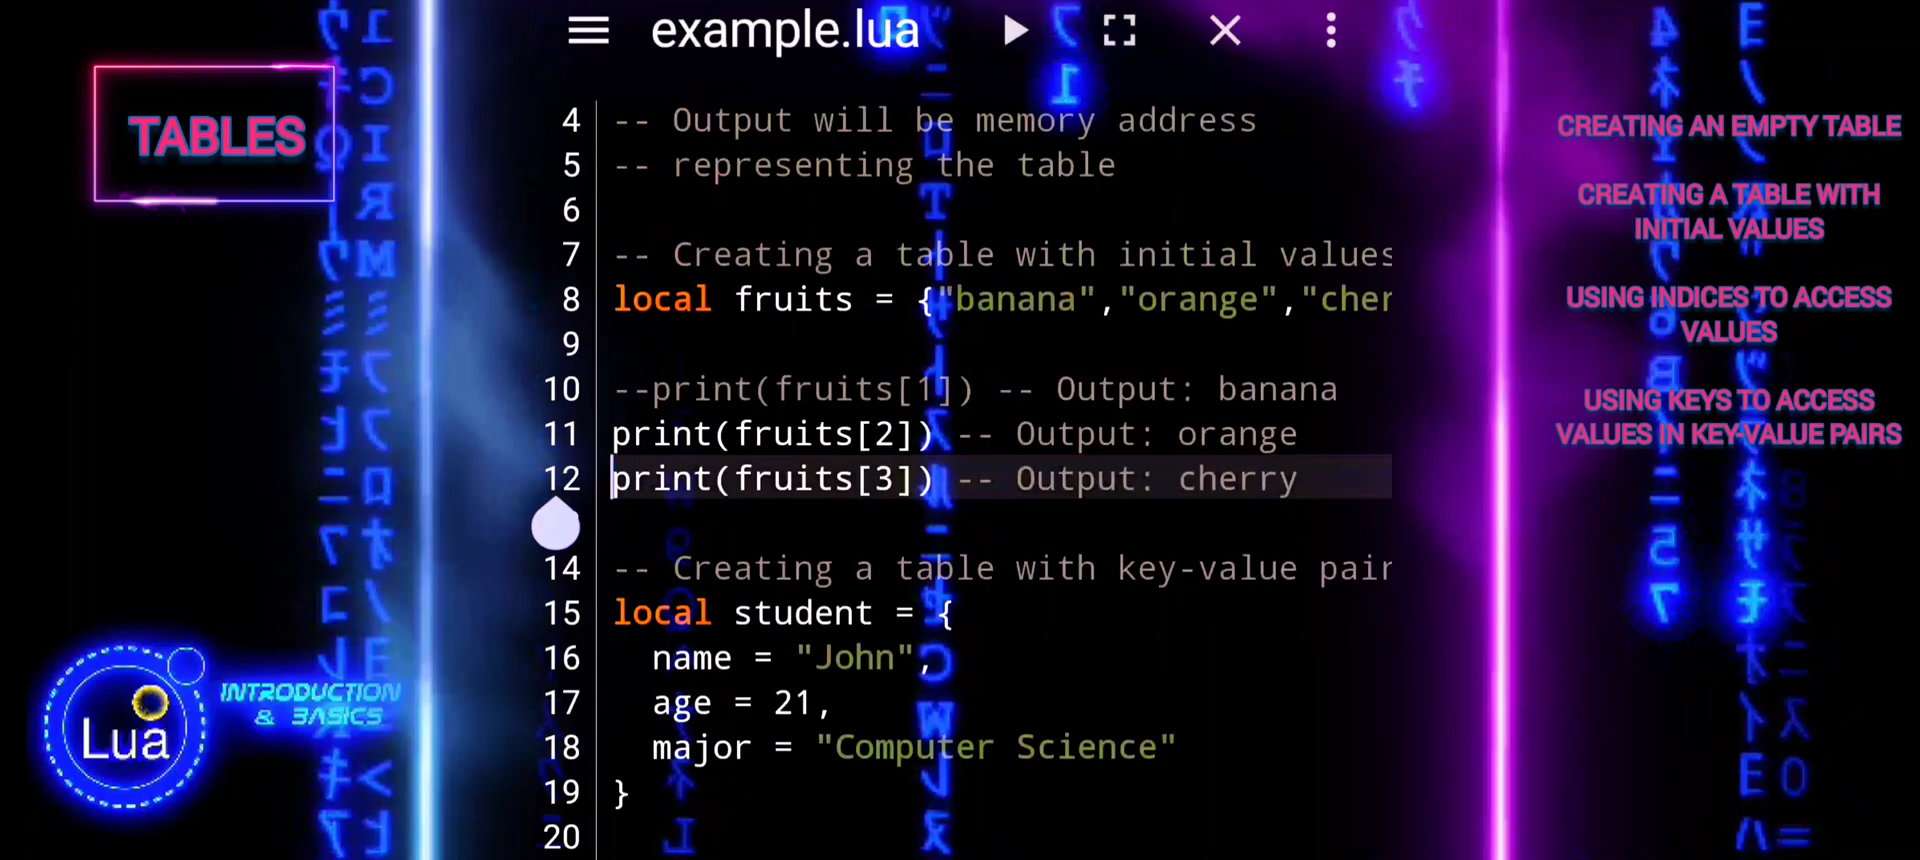 example.lua
TABLES
4 -- Output will be memory address
5 -- representing the table
6
7 -- Creating a table with initial values
8 local fruits = {"banana","orange","cher
9
10 --print(fruits[1]) -- Output: banana
11 print(fruits[2]) -- Output: orange
12 print(fruits[3]) -- Output: cherry
14 -- Creating a table with key-value pair
15 local student = {
16 name = "John",
17 age = 21,
18 major = "Computer Science"
19 }
20
CREATING AN EMPTY TABLE
CREATING A TABLE WITH
INITIAL VALUES
USING INDICES TO ACCESS
VALUES
USING KEYS TO ACCESS
VALUES IN KEY-VALUE PAIRS
Lua
INTRODUCTION
& BASICS